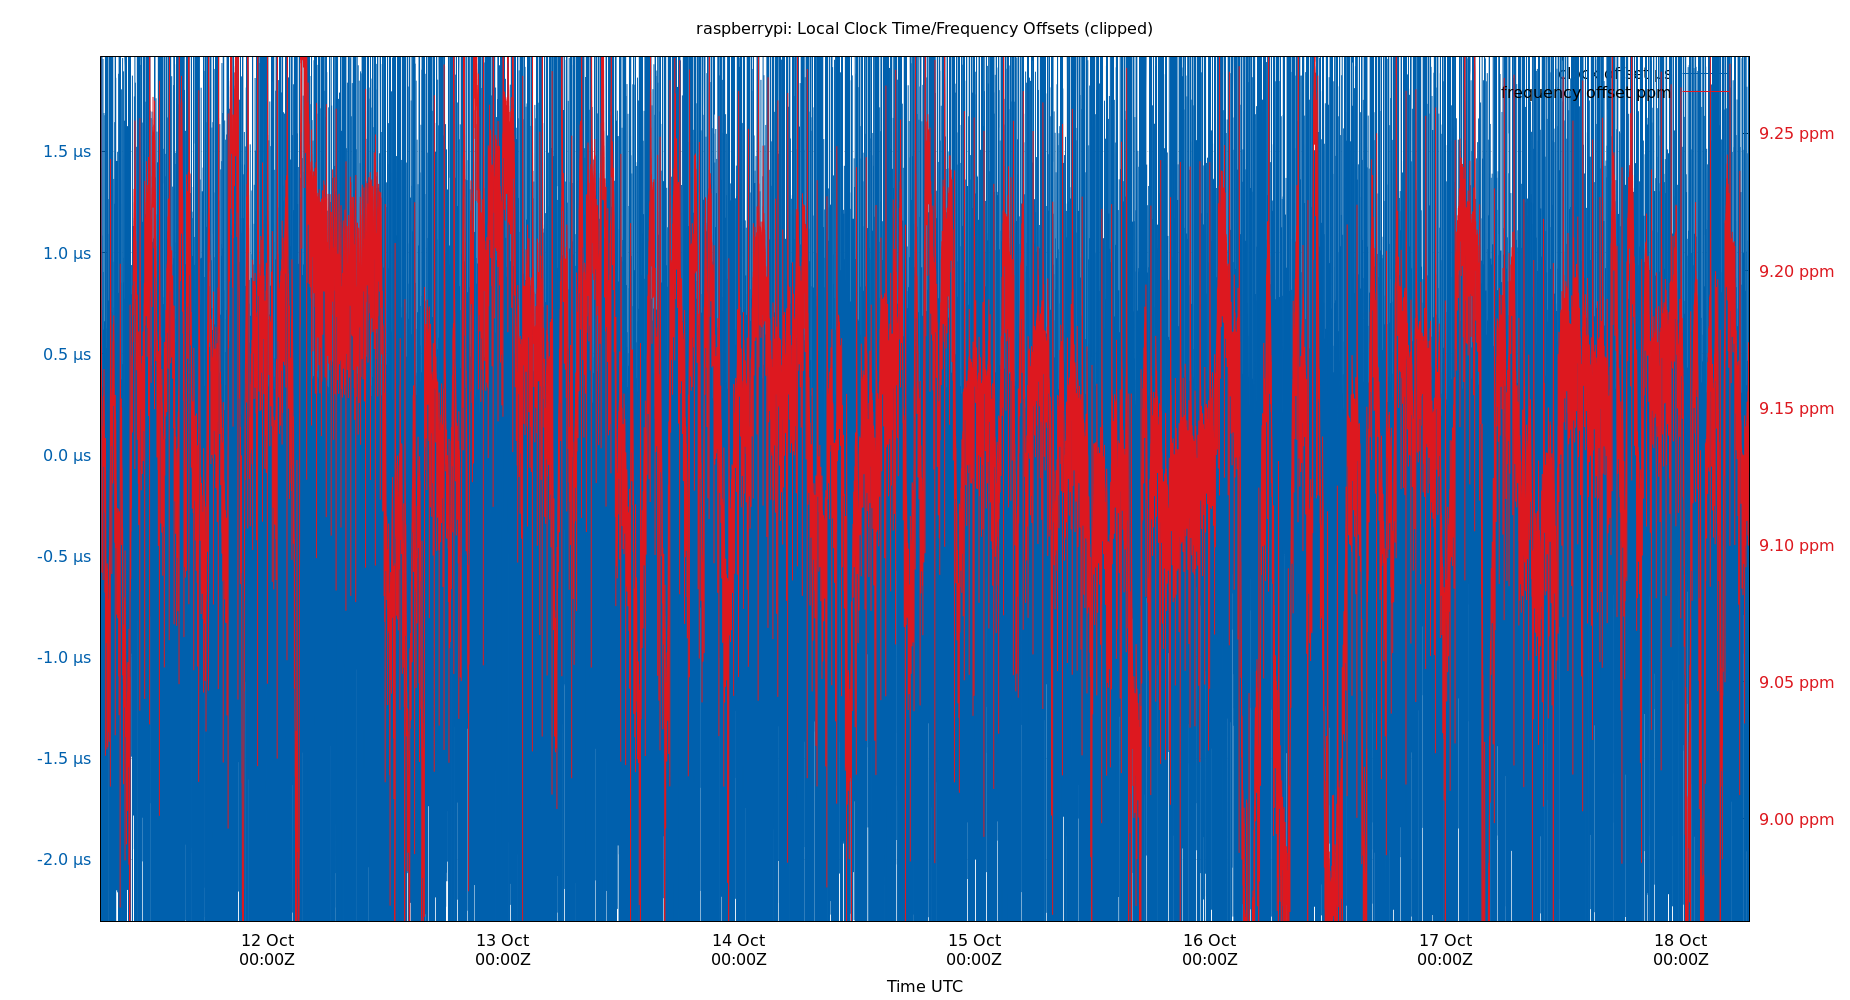 raspberrypi: Local Clock Time/Frequency Offsets (clipped)
clock offset µs
frequency offset ppm
1.5 µs
1.0 µs
0.5 µs
0.0 µs
-0.5 µs
-1.0 µs
-1.5 µs
-2.0 µs
9.25 ppm
9.20 ppm
9.15 ppm
9.10 ppm
9.05 ppm
9.00 ppm
12 Oct 13 Oct 14 Oct 15 Oct 16 Oct 17 Oct 18 Oct
00:00Z 00:00Z 00:00Z 00:00Z 00:00Z 00:00Z 00:00Z
Time UTC